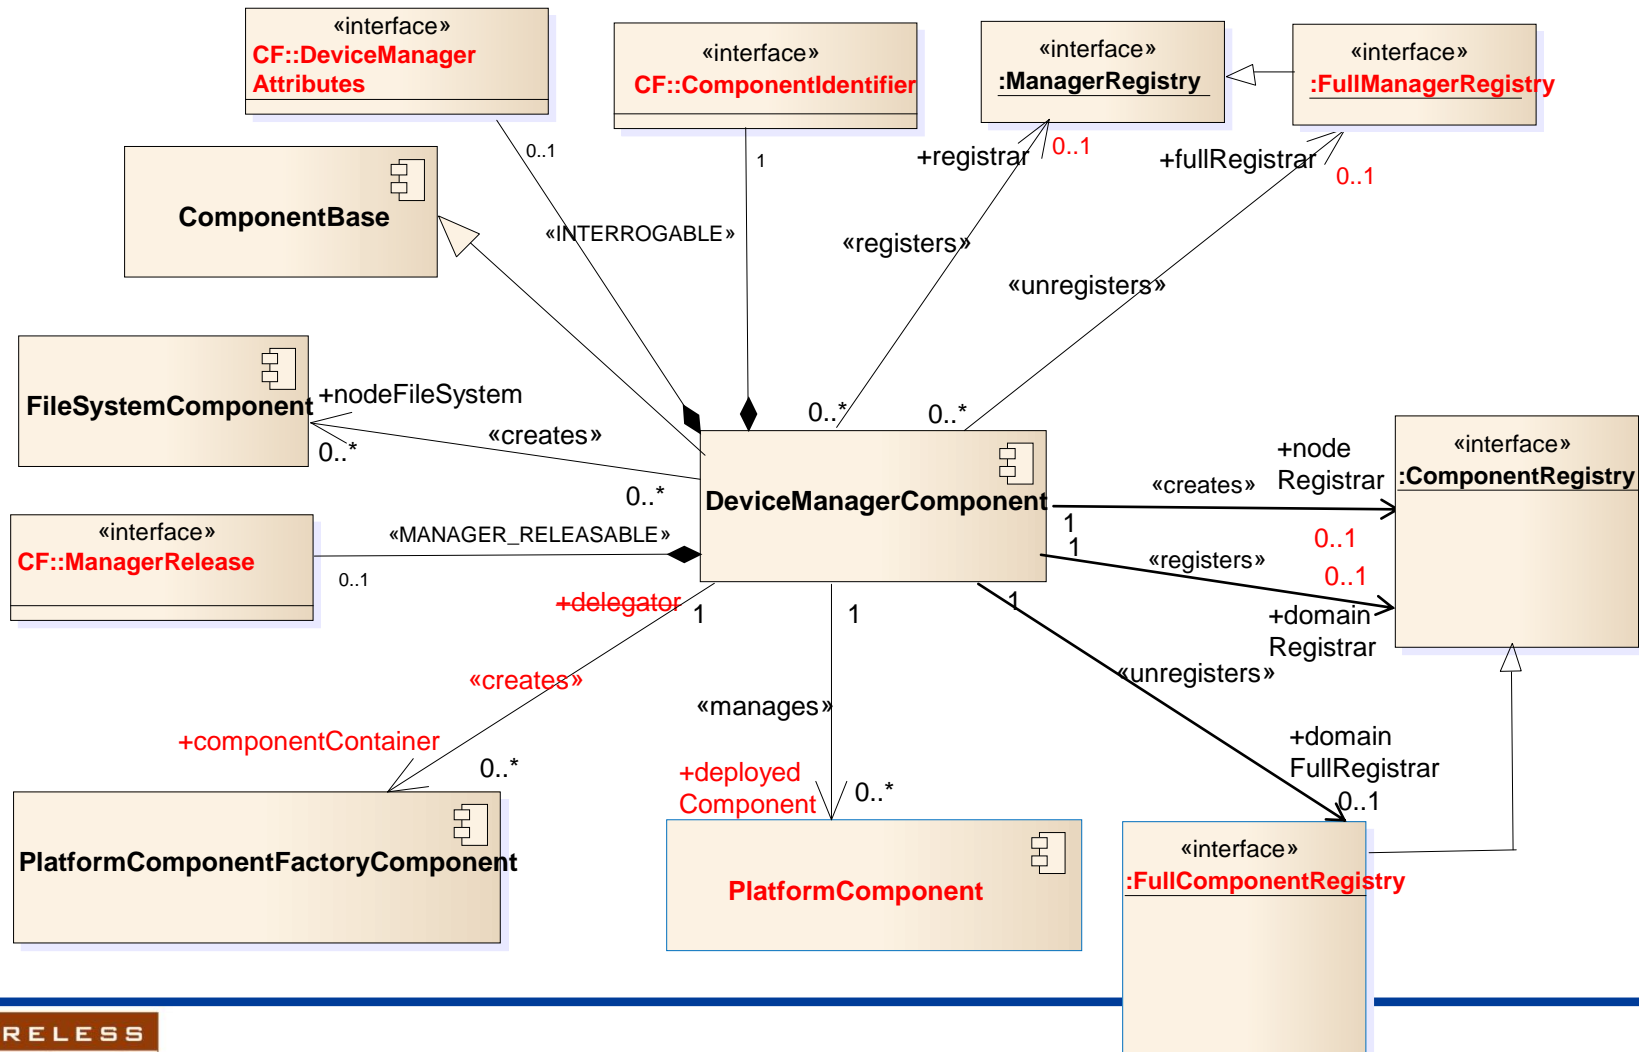 «interface»
CF::DeviceManager
Attributes
«interface»
CF::ComponentIdentifier
«interface»
:ManagerRegistry
«interface»
:FullManagerRegistry
0..1
1
+registrar
0..1
+fullRegistrar
0..1
ComponentBase
«INTERROGABLE»
«registers»
«unregisters»
FileSystemComponent
+nodeFileSystem
0..*
«creates»
0..*
0..*
0..*
DeviceManagerComponent
«interface»
:ComponentRegistry
+node
Registrar
«creates»
1
0..1
1
«registers»
0..1
+domain
Registrar
«interface»
CF::ManagerRelease
«MANAGER_RELEASABLE»
0..1
+delegator
1
1
1
«creates»
«unregisters»
«manages»
+componentContainer
0..*
+deployed
Component
0..*
+domain
FullRegistrar
0..1
PlatformComponentFactoryComponent
PlatformComponent
«interface»
:FullComponentRegistry
RELESS